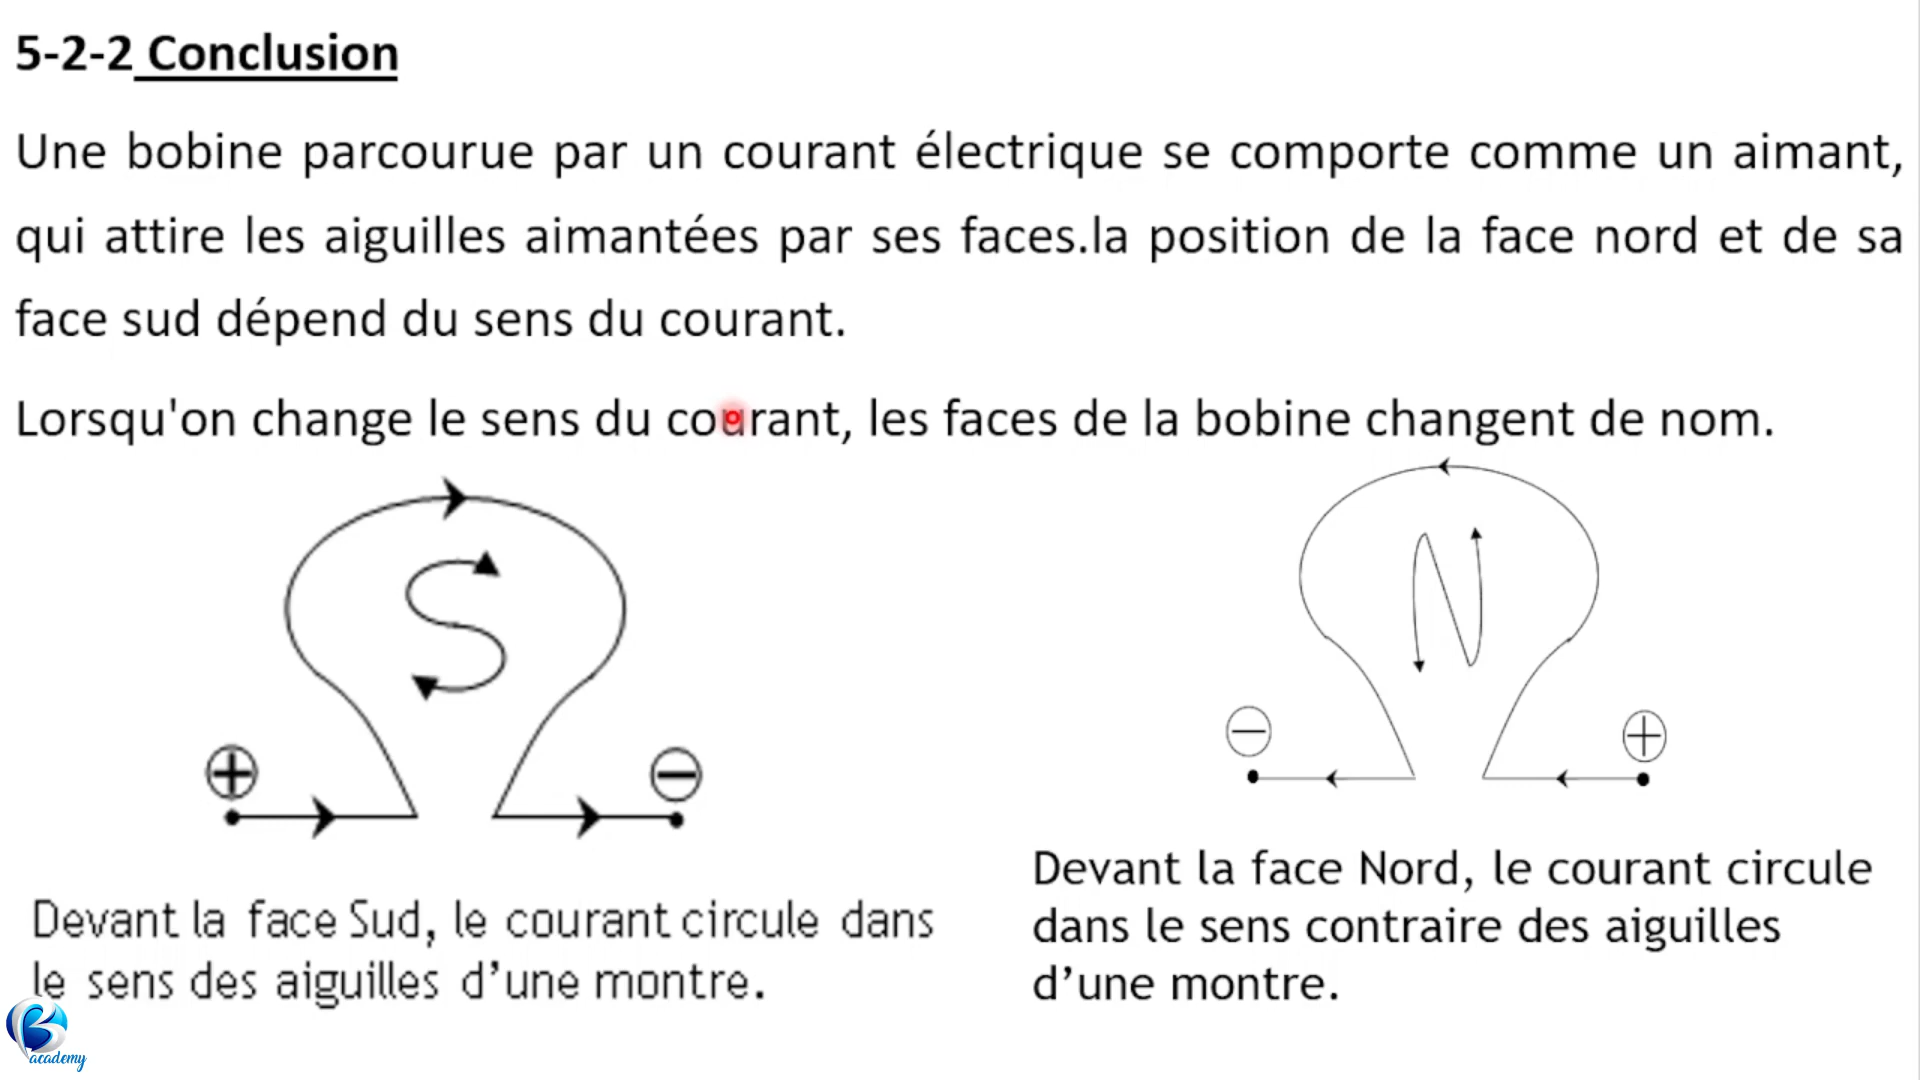 5-2-2 Conclusion
Une bobine parcourue par un courant électrique se comporte comme un aimant,
qui attire les aiguilles aimantées par ses faces.la position de la face nord et de sa
face sud dépend du sens du courant.
Lorsqu'on change le sens du courant, les faces de la bobine changent de nom.
S
N
+
−
−
+
Devant la face Sud, le courant circule dans
le sens des aiguilles d’une montre.
Devant la face Nord, le courant circule
dans le sens contraire des aiguilles
d’une montre.
academy